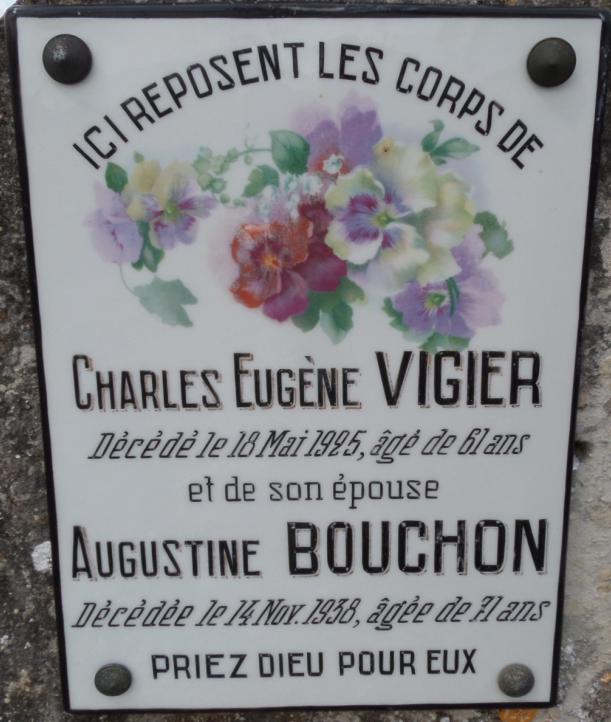 ICI REPOSENT LES CORPS DE
CHARLES EUGÈNE VIGIER
Décédé le 18 Mai 1925, âgé de 61 ans
et de son épouse
AUGUSTINE BOUCHON
Décédée le 14 Nov. 1938, âgée de 71 ans
PRIEZ DIEU POUR EUX